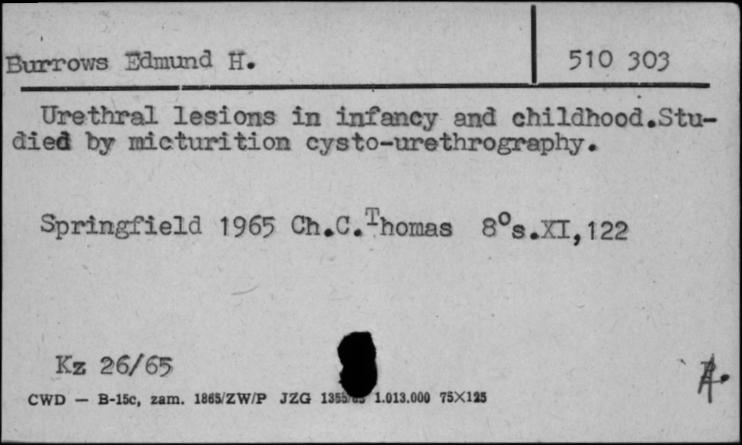 Burrows Edmund H.
510 303
Urethral lesions in infancy and childhood.Stu-
died by micturition cysto-urethrography.
Springfield 1965 Ch.C.Thomas 8°s.XI,122
Kz 26/65
CWD — B-15c, zam. 1865/ZW/P JZG 1.013.000 75X125